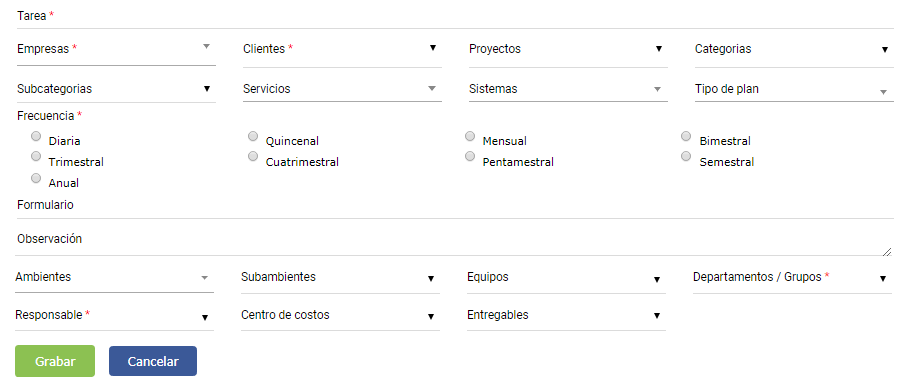 Tarea *
Empresas * Clientes * Proyectos Categorias
Subcategorias Servicios Sistemas Tipo de plan
Frecuencia *
Diaria Quincenal Mensual Bimestral
Trimestral Cuatrimestral Pentamestral Semestral
Anual
Formulario
Observación
Ambientes Subambientes Equipos Departamentos / Grupos *
Responsable * Centro de costos Entregables
Grabar Cancelar